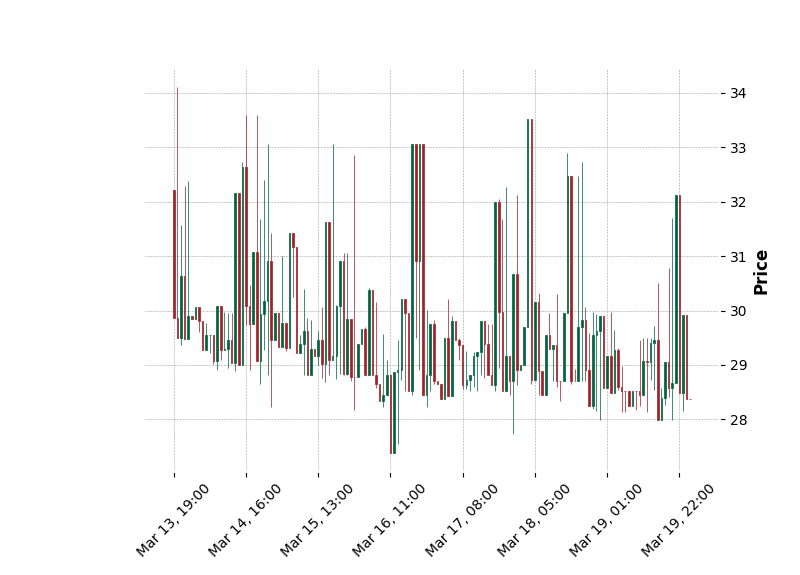 34
33
32
31
30
29
28
Price
Mar 13, 19:00
Mar 14, 16:00
Mar 15, 13:00
Mar 16, 11:00
Mar 17, 08:00
Mar 18, 05:00
Mar 19, 01:00
Mar 19, 22:00